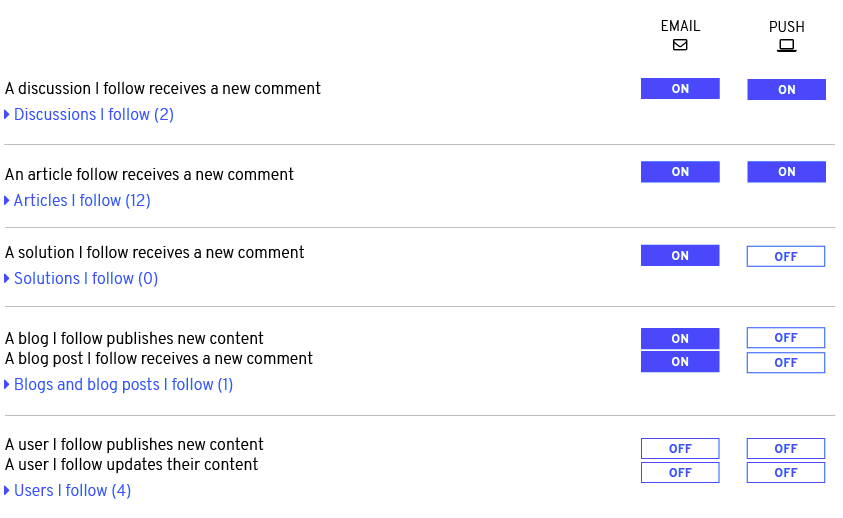 EMAIL PUSH
A discussion I follow receives a new comment ON ON
Discussions I follow (2)
An article follow receives a new comment ON ON
Articles I follow (12)
A solution I follow receives a new comment ON OFF
Solutions I follow (0)
A blog I follow publishes new content ON OFF
A blog post I follow receives a new comment ON OFF
Blogs and blog posts I follow (1)
A user I follow publishes new content OFF OFF
A user I follow updates their content OFF OFF
Users I follow (4)